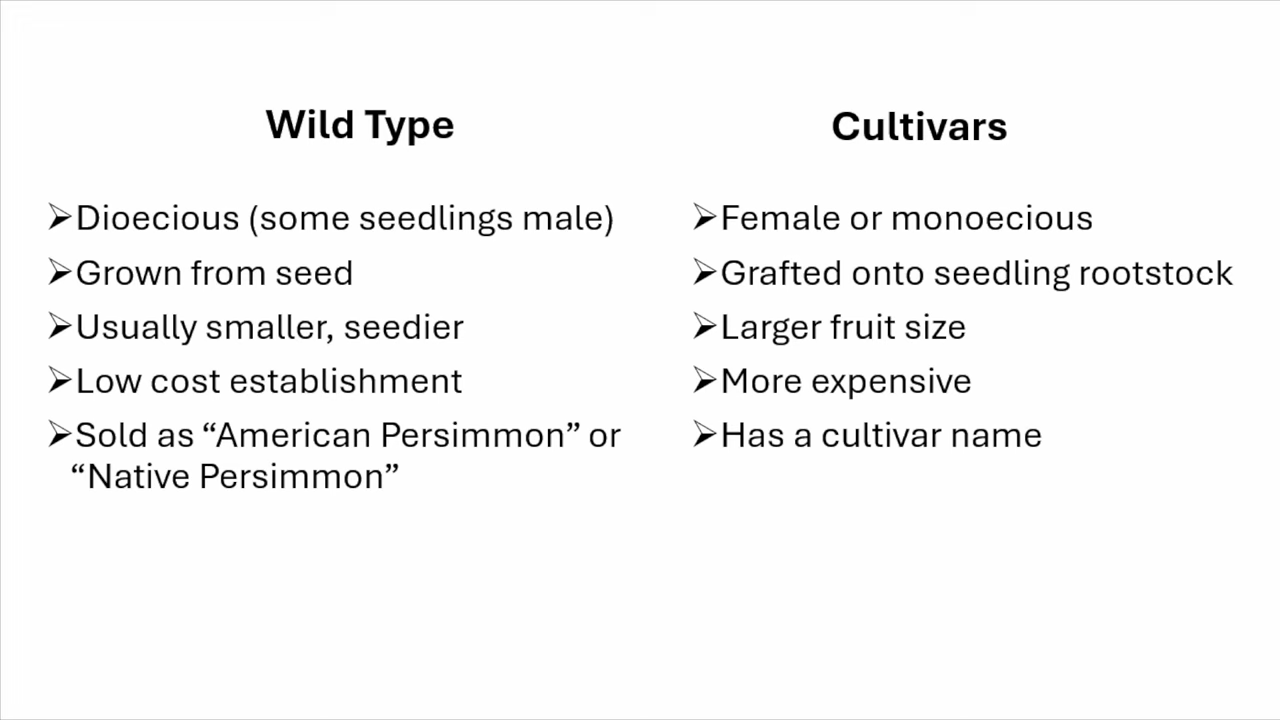 Wild Type
➢Dioecious (some seedlings male)
➢Grown from seed
➢Usually smaller, seedier
➢Low cost establishment
➢Sold as “American Persimmon” or
“Native Persimmon”
Cultivars
➢Female or monoecious
➢Grafted onto seedling rootstock
➢Larger fruit size
➢More expensive
➢Has a cultivar name